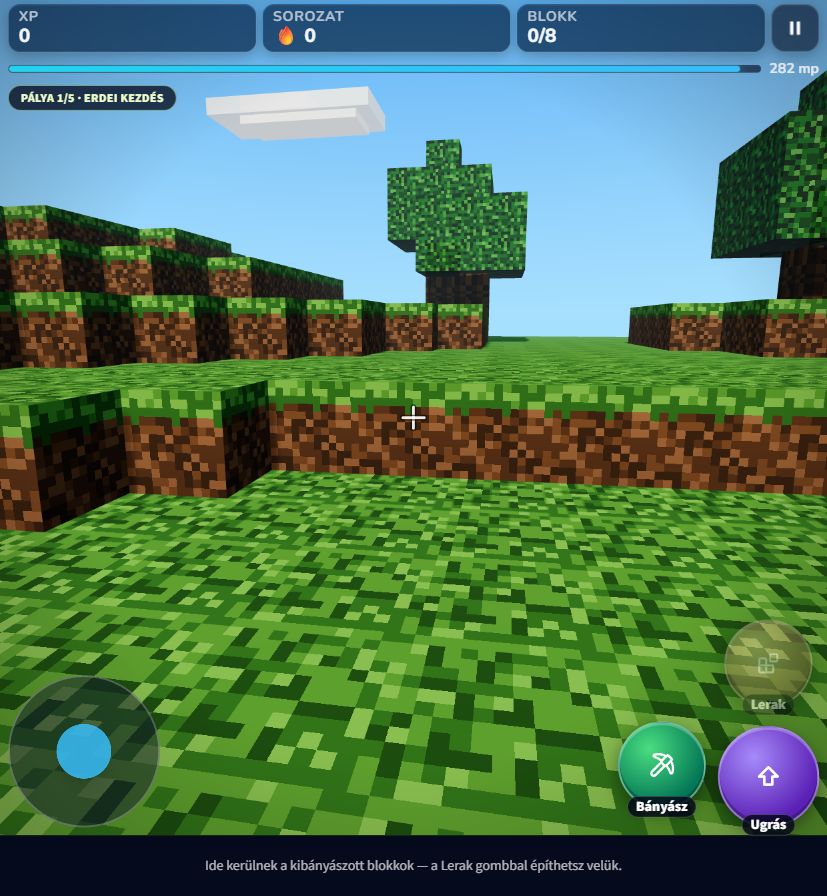 XP
0
SOROZAT
🔥 0
BLOKK
0/8
282 mp
PÁLYA 1/5 · ERDEI KEZDÉS
Lerak
Bányász
Ugrás
Ide kerülnek a kibányászott blokkok — a Lerak gombbal építhetsz velük.